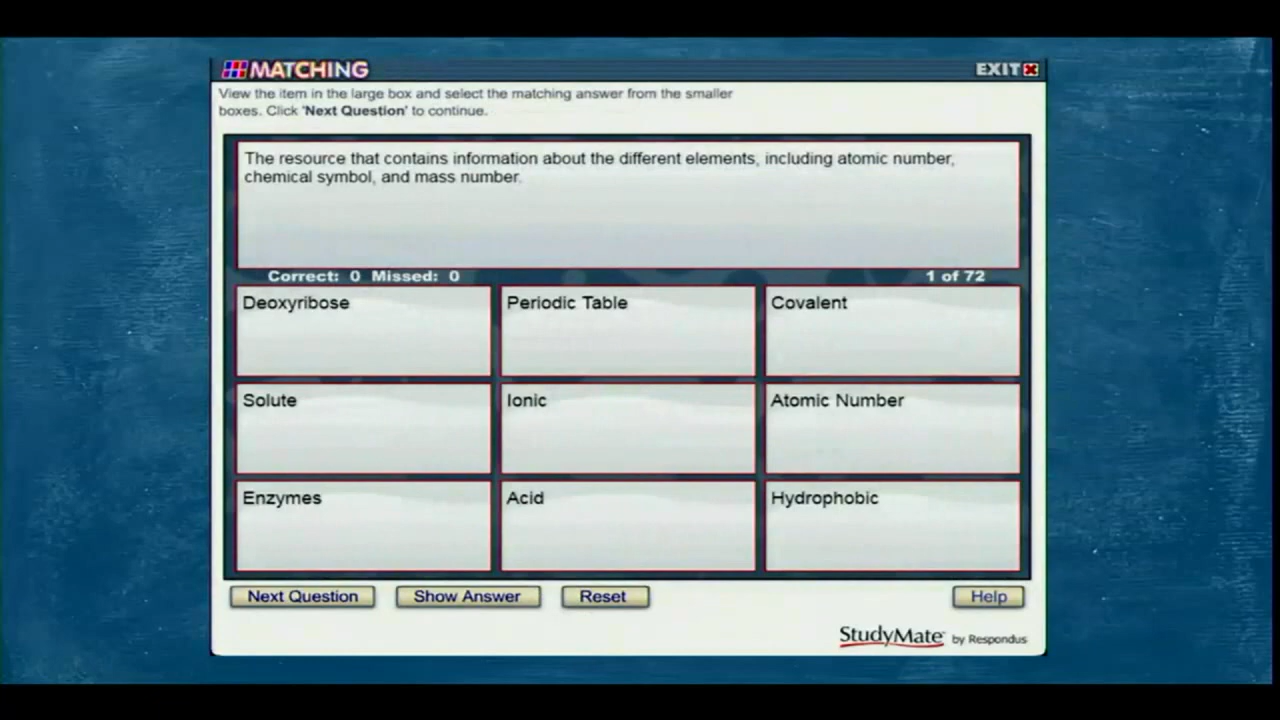 MATCHING
EXIT
View the item in the large box and select the matching answer from the smaller
boxes. Click 'Next Question' to continue.
The resource that contains information about the different elements, including atomic number,
chemical symbol, and mass number.
Correct: 0 Missed: 0
1 of 72
Deoxyribose
Periodic Table
Covalent
Solute
Ionic
Atomic Number
Enzymes
Acid
Hydrophobic
Next Question
Show Answer
Reset
Help
StudyMate by Respondus